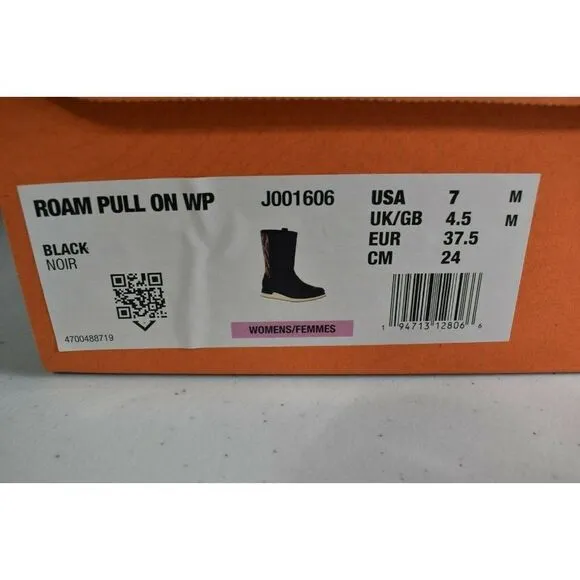 ROAM PULL ON WP
J001606
BLACK
NOIR
4700488719
WOMENS/FEMMES
USA 7 M
UK/GB 4.5 M
EUR 37.5
CM 24
1 94713 12806 6